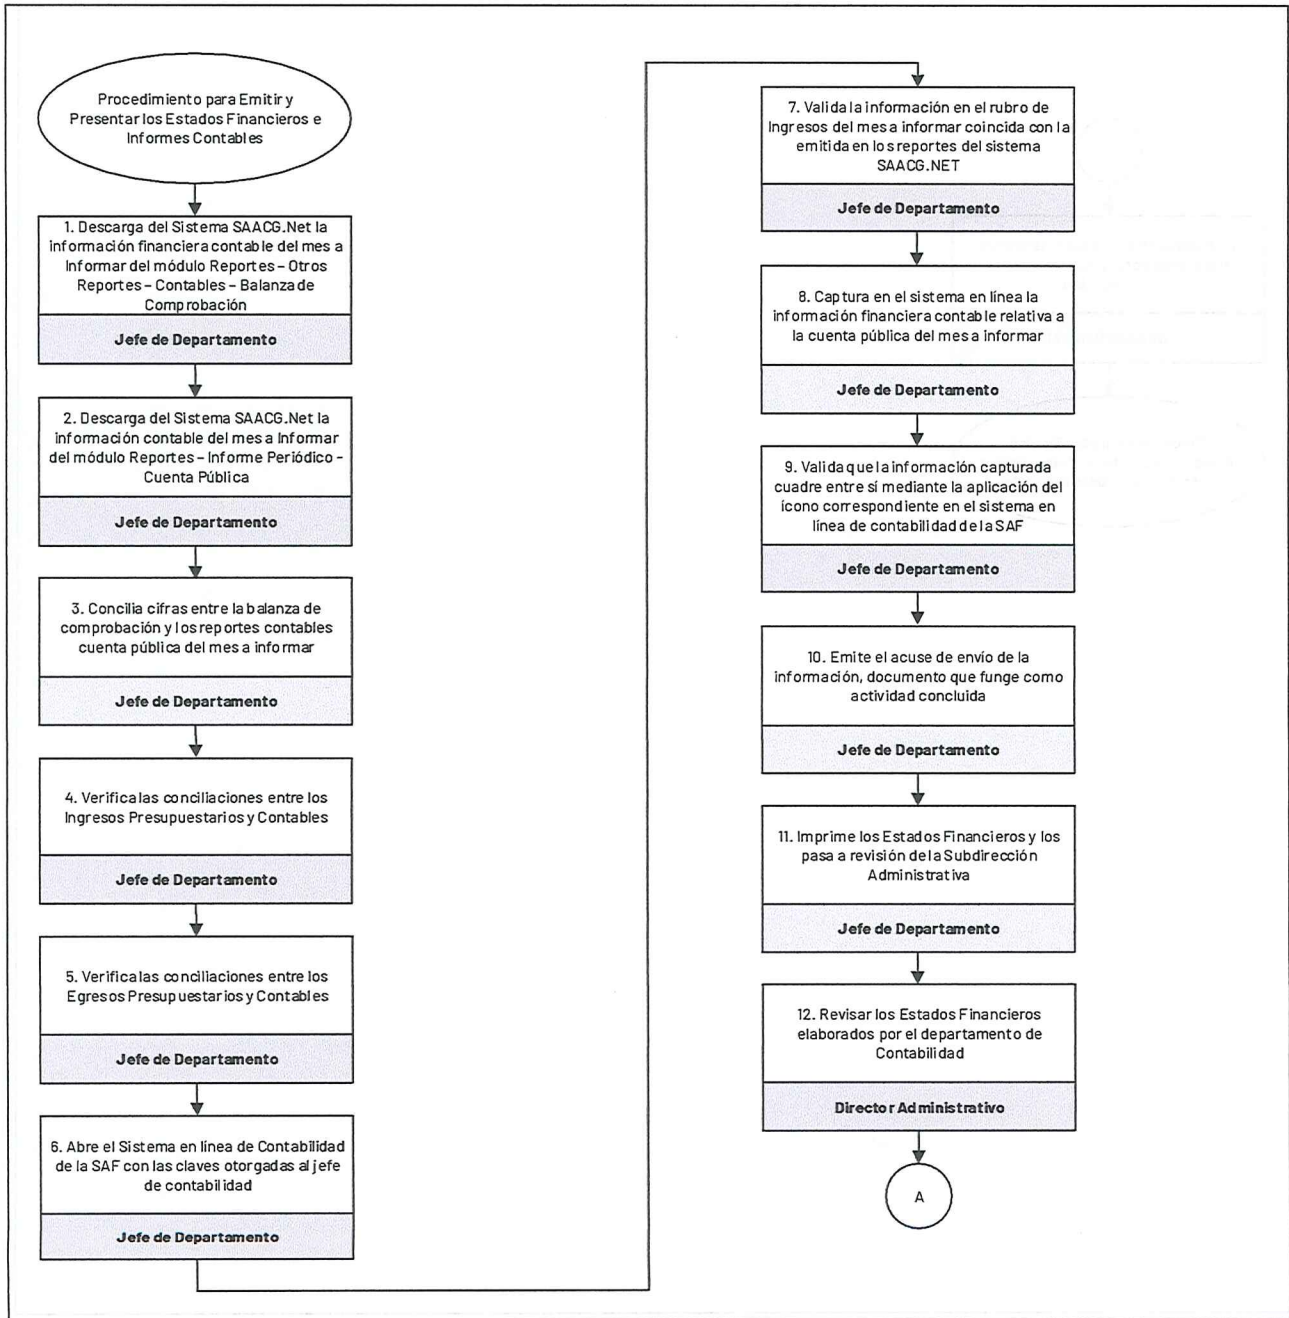 Procedimiento para Emitir y
Presentar los Estados Financieros e
Informes Contables
1. Descarga del Sistema SAACG.Net la
información financiera contable del mes a
Informar del módulo Reportes – Otros
Reportes – Contables – Balanza de
Comprobación
Jefe de Departamento
2. Descarga del Sistema SAACG.Net la
información contable del mes a Informar
del módulo Reportes – Informe Periódico –
Cuenta Pública
Jefe de Departamento
3. Concilia cifras entre la balanza de
comprobación y los reportes contables
cuenta pública del mes a informar
Jefe de Departamento
4. Verifica las conciliaciones entre los
Ingresos Presupuestarios y Contables
Jefe de Departamento
5. Verifica las conciliaciones entre los
Egresos Presupuestarios y Contables
Jefe de Departamento
6. Abre el Sistema en línea de Contabilidad
de la SAF con las claves otorgadas al jefe
de contabilidad
Jefe de Departamento
7. Valida la información en el rubro de
Ingresos del mes a informar coincida con la
emitida en los reportes del sistema
SAACG.NET
Jefe de Departamento
8. Captura en el sistema en línea la
información financiera contable relativa a
la cuenta pública del mes a informar
Jefe de Departamento
9. Valida que la información capturada
cuadre entre sí mediante la aplicación del
ícono correspondiente en el sistema en
línea de contabilidad de la SAF
Jefe de Departamento
10. Emite el acuse de envío de la
información, documento que funge como
actividad concluida
Jefe de Departamento
11. Imprime los Estados Financieros y los
pasa a revisión de la Subdirección
Administrativa
Jefe de Departamento
12. Revisar los Estados Financieros
elaborados por el departamento de
Contabilidad
Director Administrativo
A